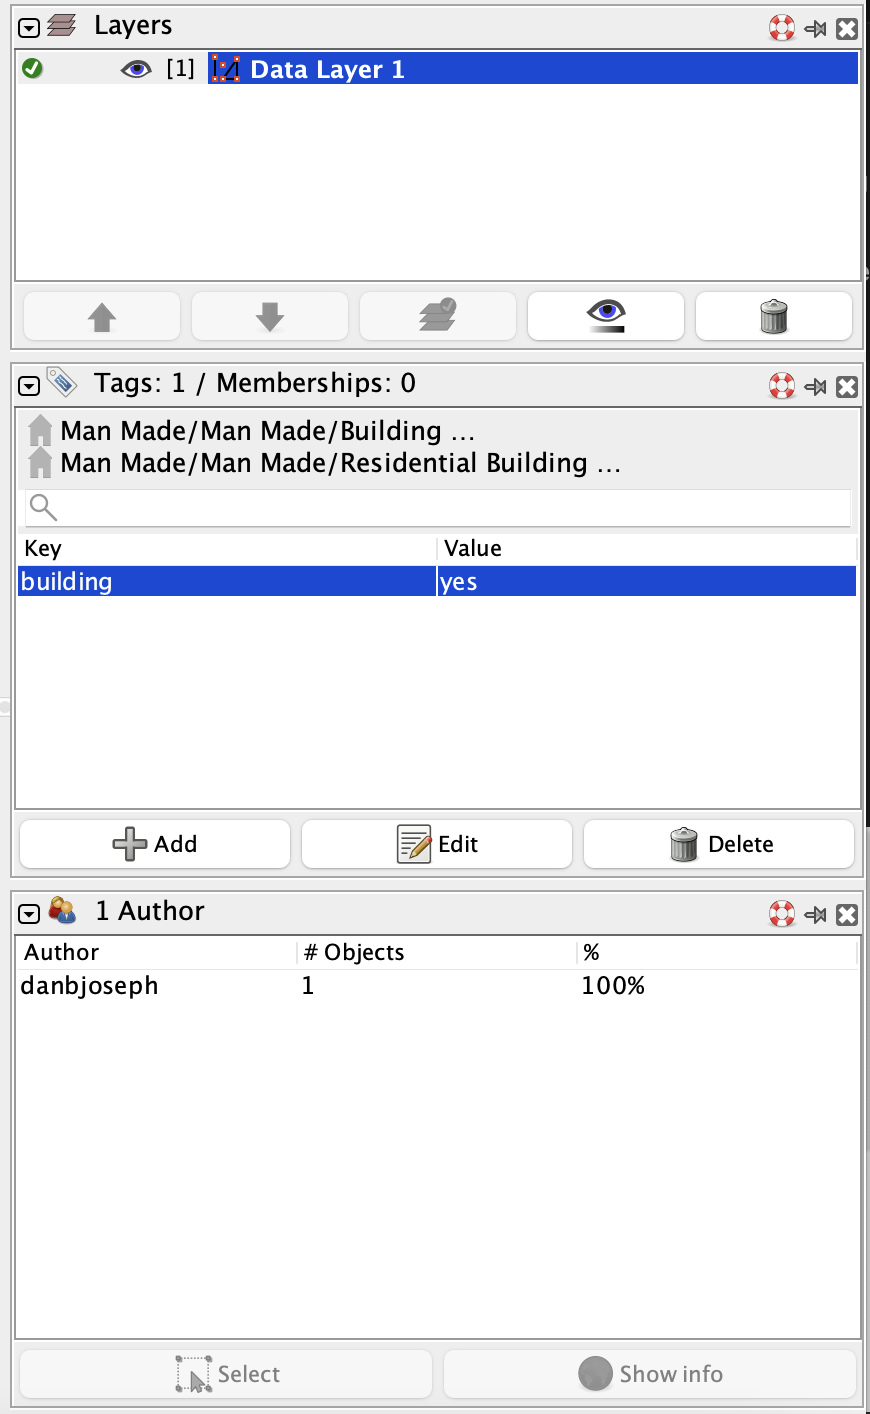 Layers
[1] Data Layer 1
Tags: 1 / Memberships: 0
Man Made/Man Made/Building ...
Man Made/Man Made/Residential Building ...
Key Value
building yes
Add Edit Delete
1 Author
Author # Objects %
danbjoseph 1 100%
Select Show info